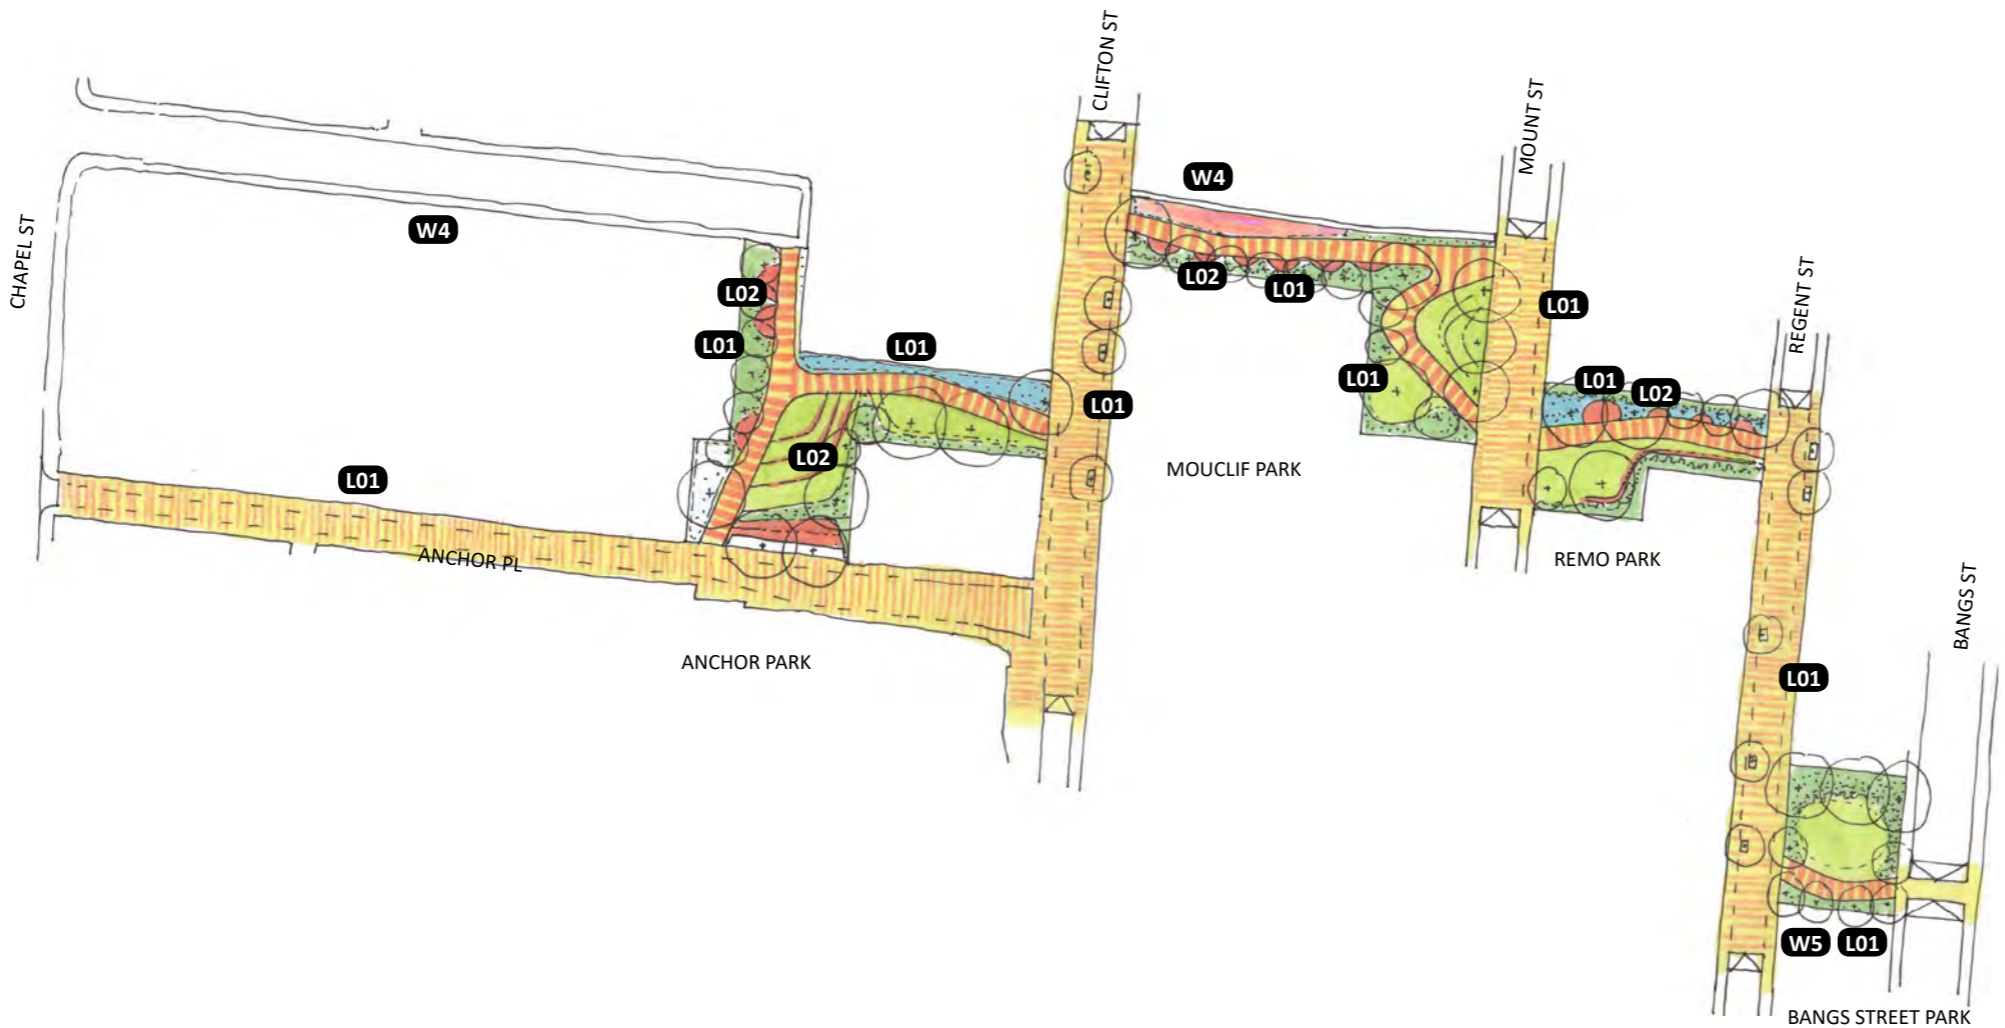 CLIFTON ST
MOUNT ST
W4
CHAPEL ST
W4
REGENT ST
L02
L02
L01
L01
L01
L01
L01
L01
L01
L02
L01
L02
MOUCLIF PARK
L01
ANCHOR PL
REMO PARK
BANGS ST
ANCHOR PARK
L01
W5
L01
BANGS STREET PARK